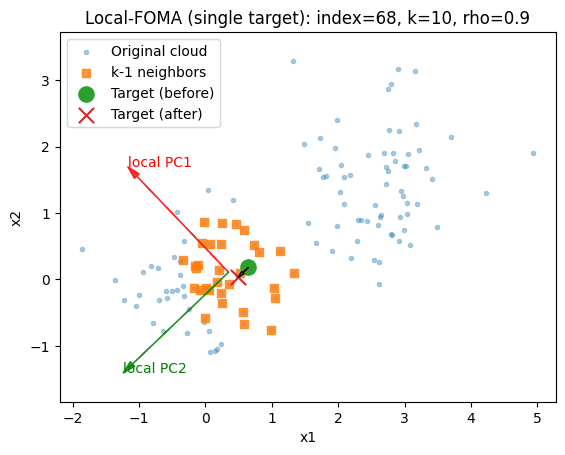 Local-FOMA (single target): index=68, k=10, rho=0.9
Original cloud
k-1 neighbors
Target (before)
Target (after)
local PC1
local PC2
3
2
1
0
−1
x2
−2
−1
0
1
2
3
4
5
x1